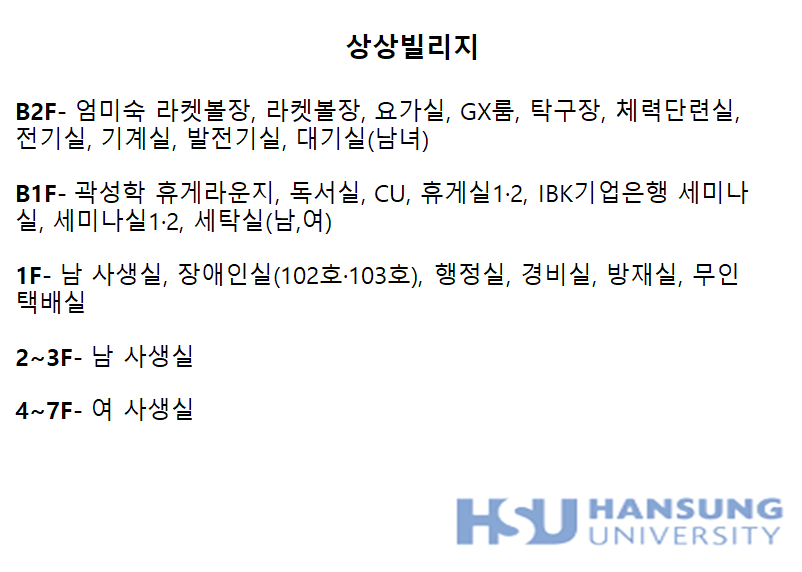 상상빌리지
B2F- 엄미숙 라켓볼장, 라켓볼장, 요가실, GX룸, 탁구장, 체력단련실,
전기실, 기계실, 발전기실, 대기실(남녀)
B1F- 곽성학 휴게라운지, 독서실, CU, 휴게실1·2, IBK기업은행 세미나
실, 세미나실1·2, 세탁실(남,여)
1F- 남 사생실, 장애인실(102호·103호), 행정실, 경비실, 방재실, 무인
택배실
2~3F- 남 사생실
4~7F- 여 사생실
HSU HANSUNG
UNIVERSITY